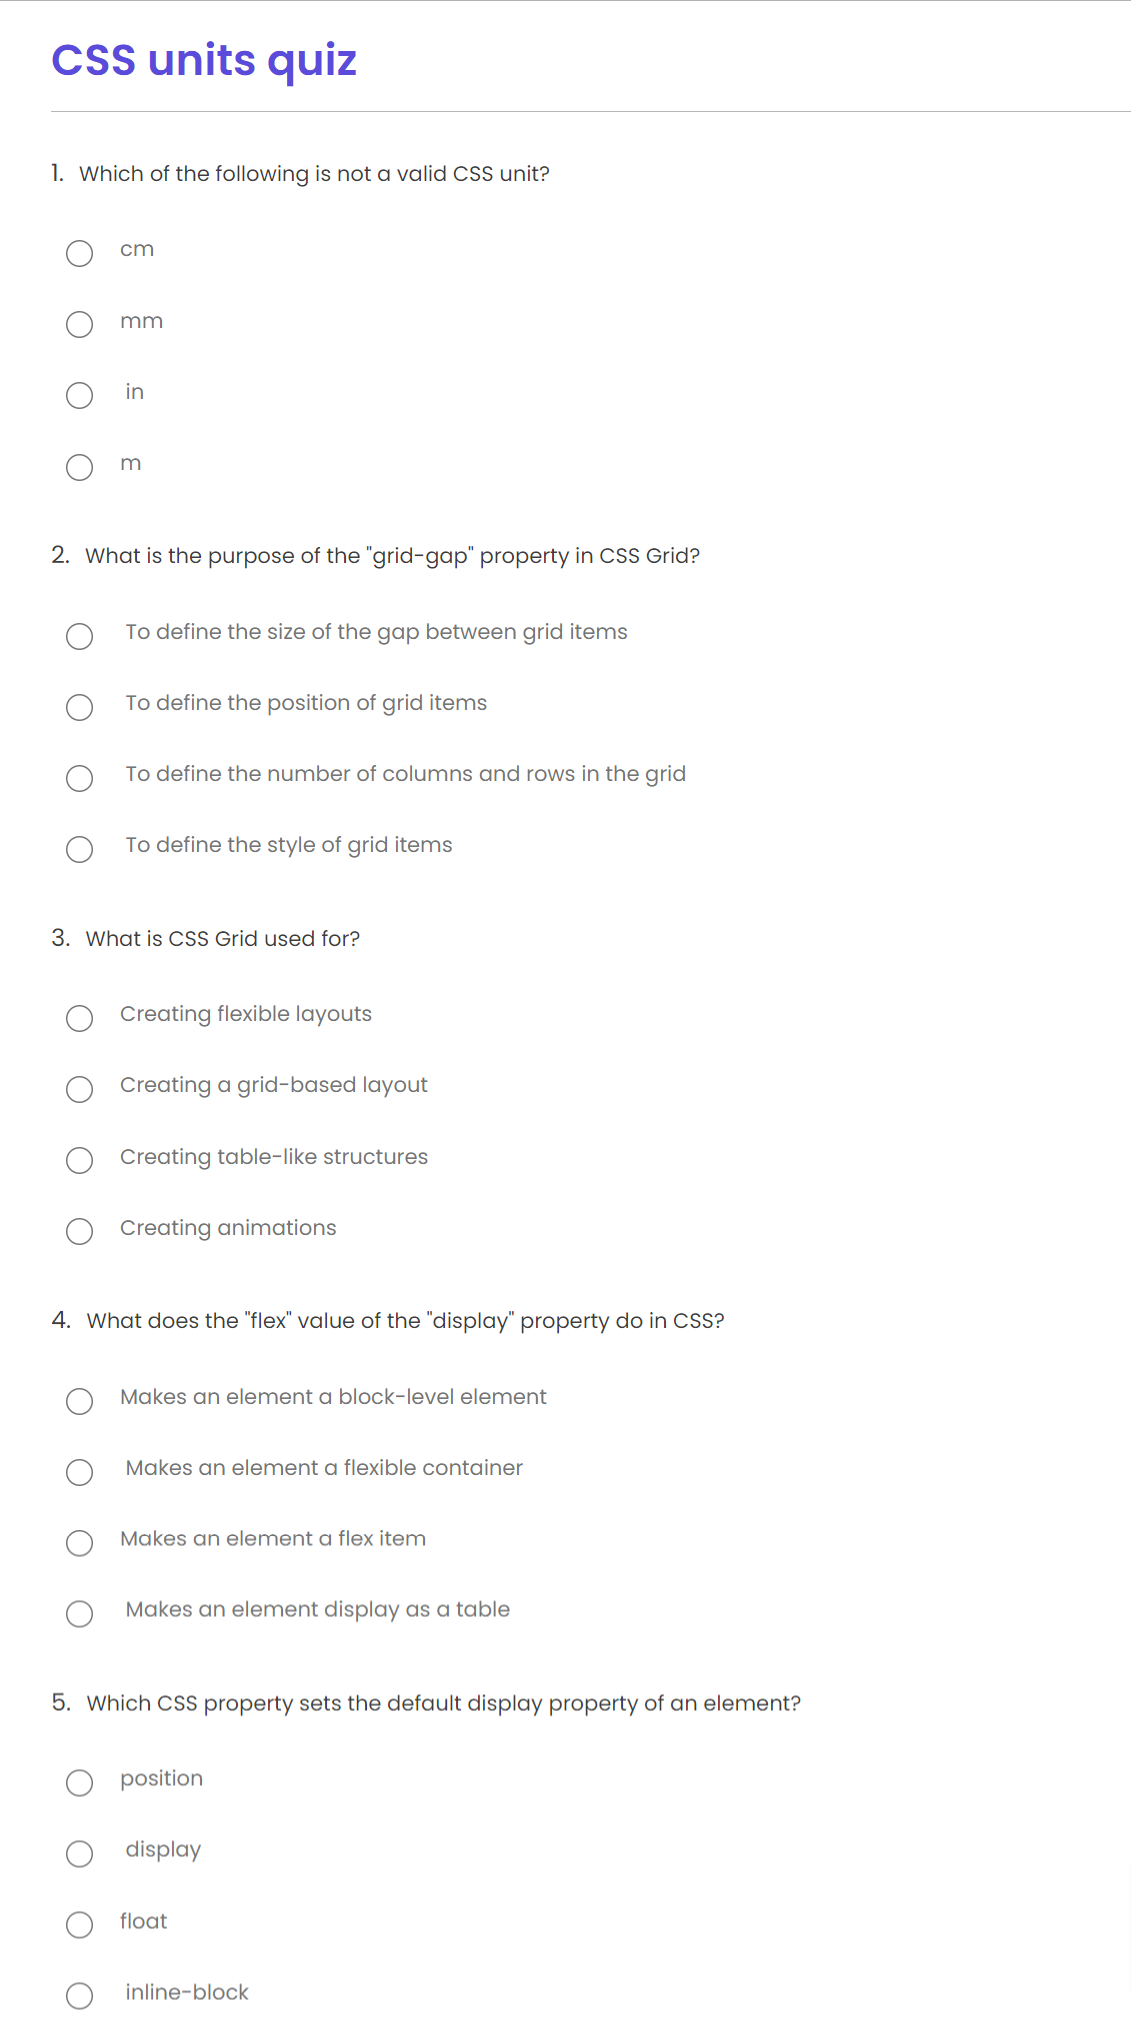 CSS units quiz
1. Which of the following is not a valid CSS unit?
cm
mm
in
m
2. What is the purpose of the "grid-gap" property in CSS Grid?
To define the size of the gap between grid items
To define the position of grid items
To define the number of columns and rows in the grid
To define the style of grid items
3. What is CSS Grid used for?
Creating flexible layouts
Creating a grid-based layout
Creating table-like structures
Creating animations
4. What does the "flex" value of the "display" property do in CSS?
Makes an element a block-level element
Makes an element a flexible container
Makes an element a flex item
Makes an element display as a table
5. Which CSS property sets the default display property of an element?
position
display
float
inline-block